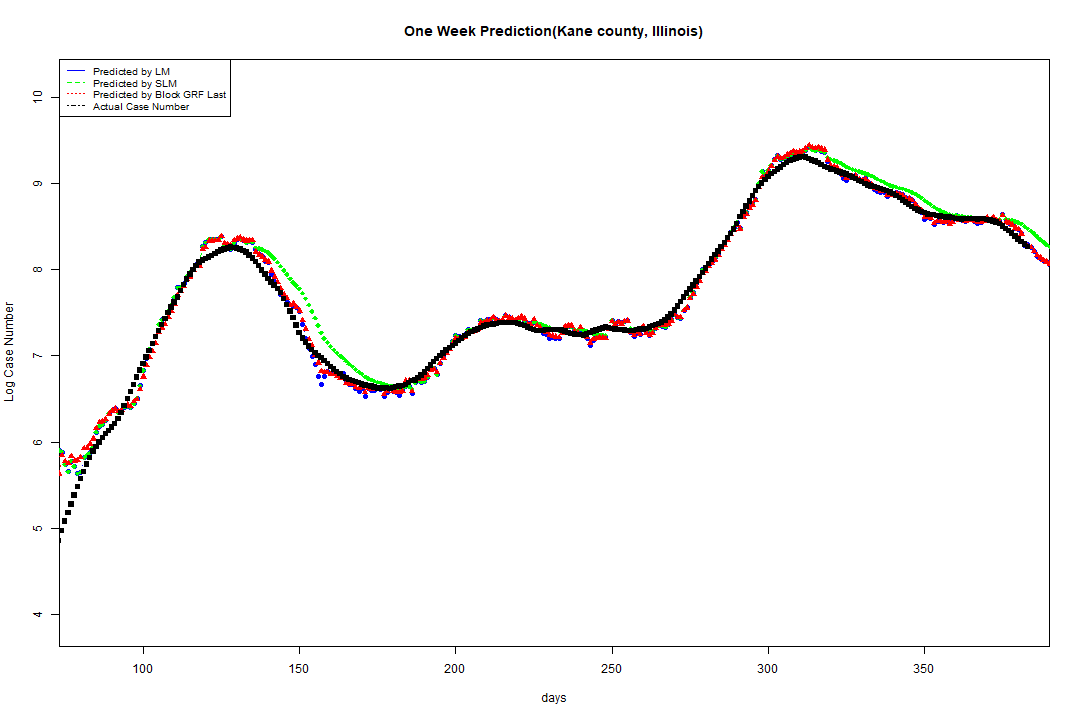 One Week Prediction(Kane county, Illinois)
Predicted by LM
Predicted by SLM
Predicted by Block GRF Last
Actual Case Number
Log Case Number
10
9
8
7
6
5
4
100 150 200 250 300 350
days